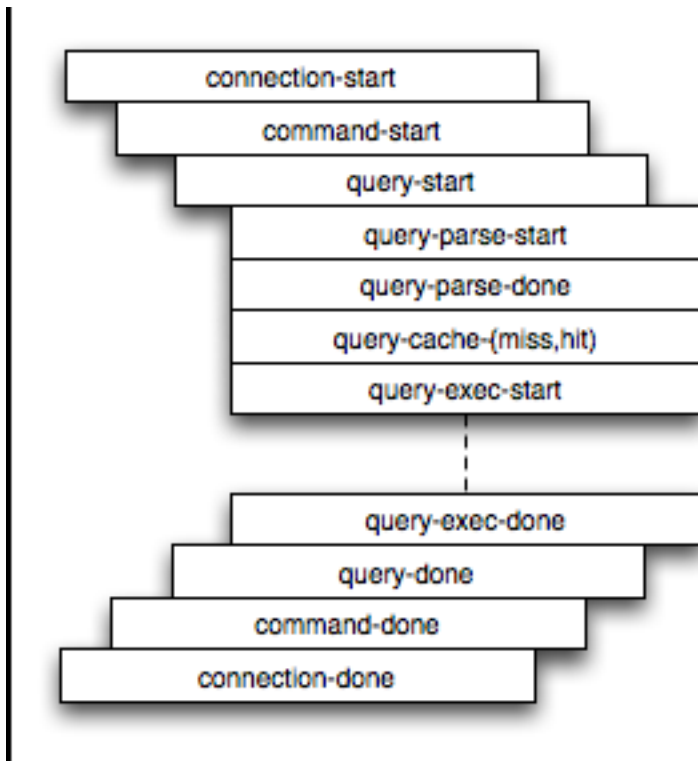 connection-start
command-start
query-start
query-parse-start
query-parse-done
query-cache-(miss,hit)
query-exec-start
query-exec-done
query-done
command-done
connection-done